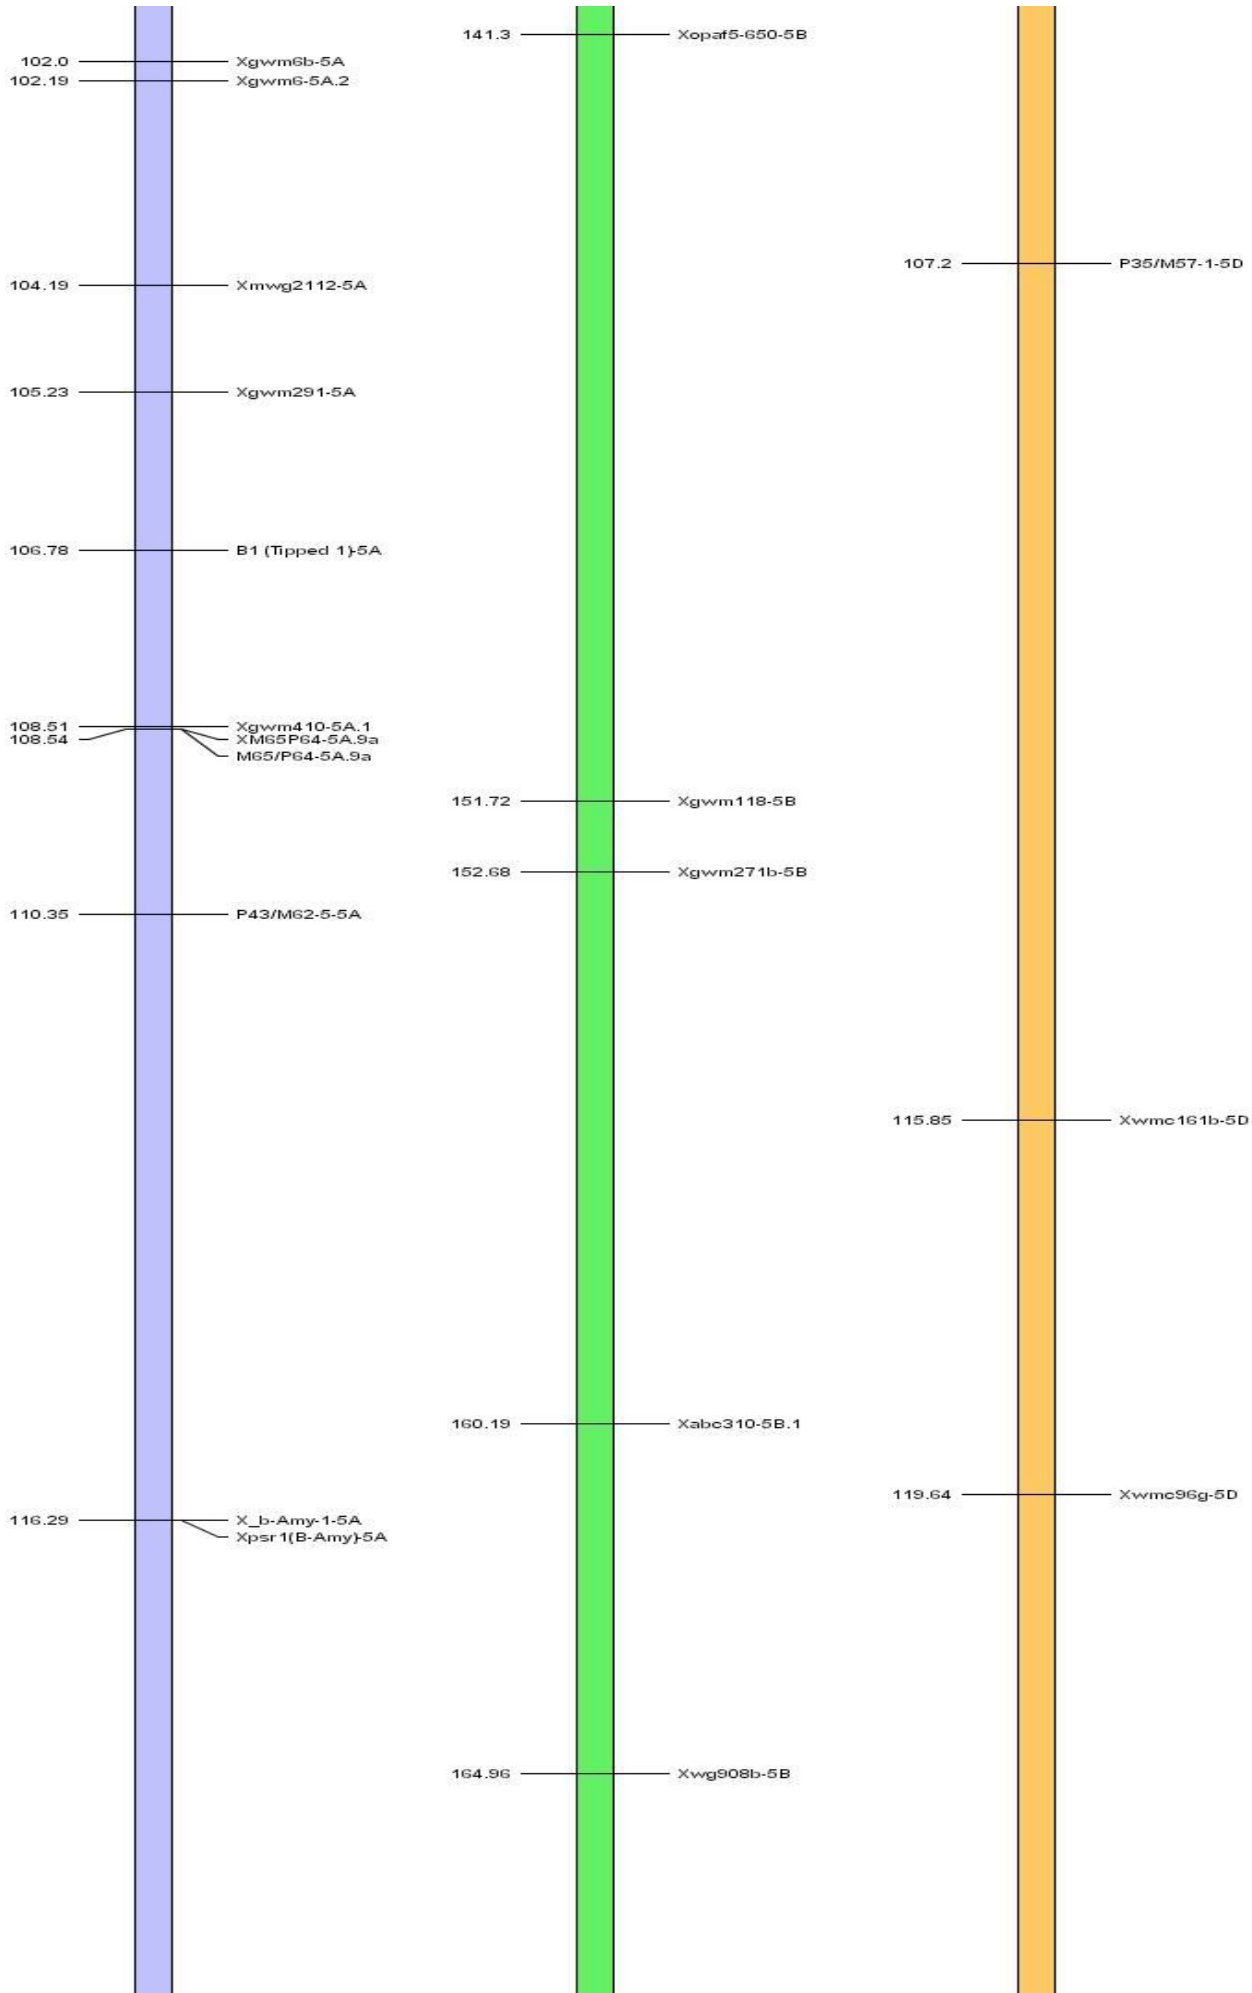 102.0 Xgwm6b-5A
102.19 Xgwm6-5A.2
104.19 Xmwg2112-5A
105.23 Xgwm291-5A
106.78 B1 (Tipped 1)-5A
108.51 Xgwm410-5A.1
108.54 XM65P64-5A.9a
M65/P64-5A.9a
110.35 P43/M62-5-5A
116.29 X_b-Amy-1-5A
Xpsr1(B-Amy)-5A
141.3 Xopaf5-650-5B
151.72 Xgwm118-5B
152.68 Xgwm271b-5B
160.19 Xabc310-5B.1
164.96 Xwg908b-5B
107.2 P35/M57-1-5D
115.85 Xwmc161b-5D
119.64 Xwmc96g-5D